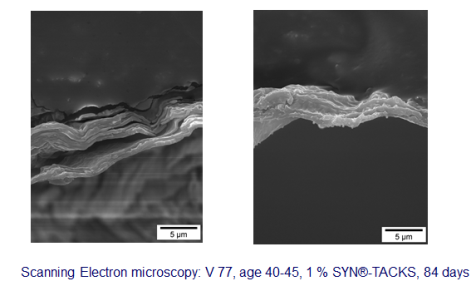 5 µm
5 µm
Scanning Electron microscopy: V 77, age 40-45, 1 % SYN®-TACKS, 84 days